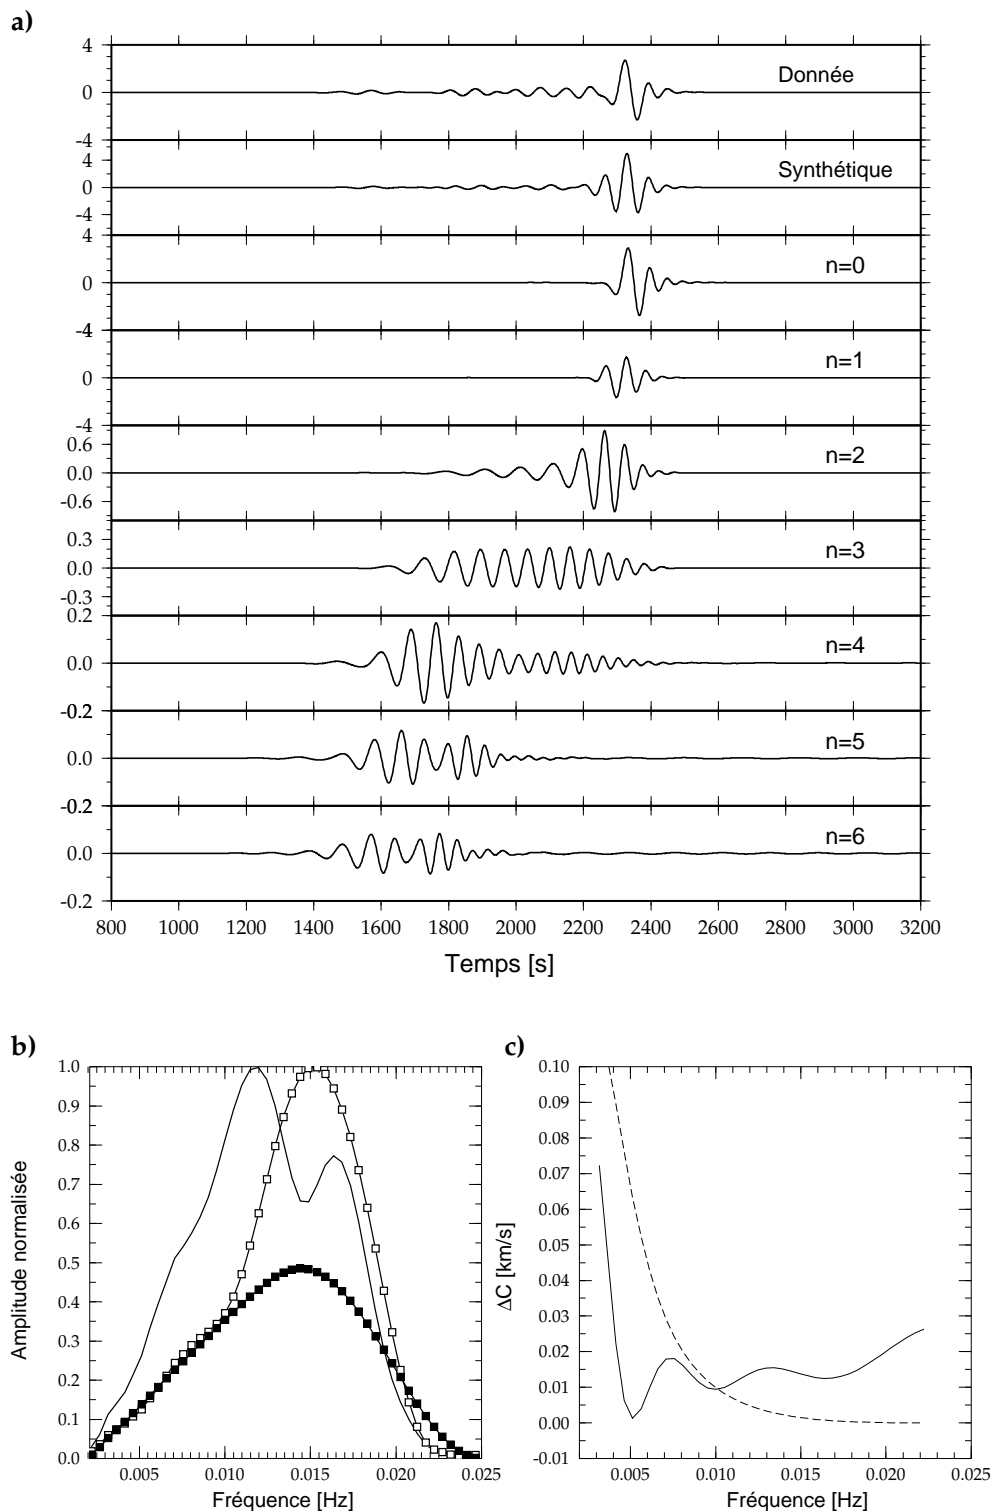 a)
4
0
-4
Donnée
4
0
-4
Synthétique
4
0
-4
n=0
0
-4
n=1
0.6
0.0
-0.6
n=2
0.3
0.0
-0.3
n=3
0.2
0.0
-0.2
n=4
0.0
-0.2
n=5
0.0
-0.2
n=6
800 1000 1200 1400 1600 1800 2000 2200 2400 2600 2800 3000 3200
Temps [s]
b)
1.0
0.9
0.8
0.7
0.6
0.5
0.4
0.3
0.2
0.1
0.0
Amplitude normalisée
0.005 0.010 0.015 0.020 0.025
Fréquence [Hz]
c)
0.10
0.09
0.08
0.07
0.06
0.05
0.04
0.03
0.02
0.01
0.00
-0.01
ΔC [km/s]
0.005 0.010 0.015 0.020 0.025
Fréquence [Hz]